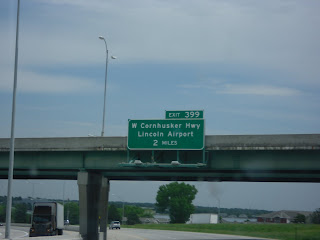 EXIT 399
W Cornhusker Hwy
Lincoln Airport
2 MILES